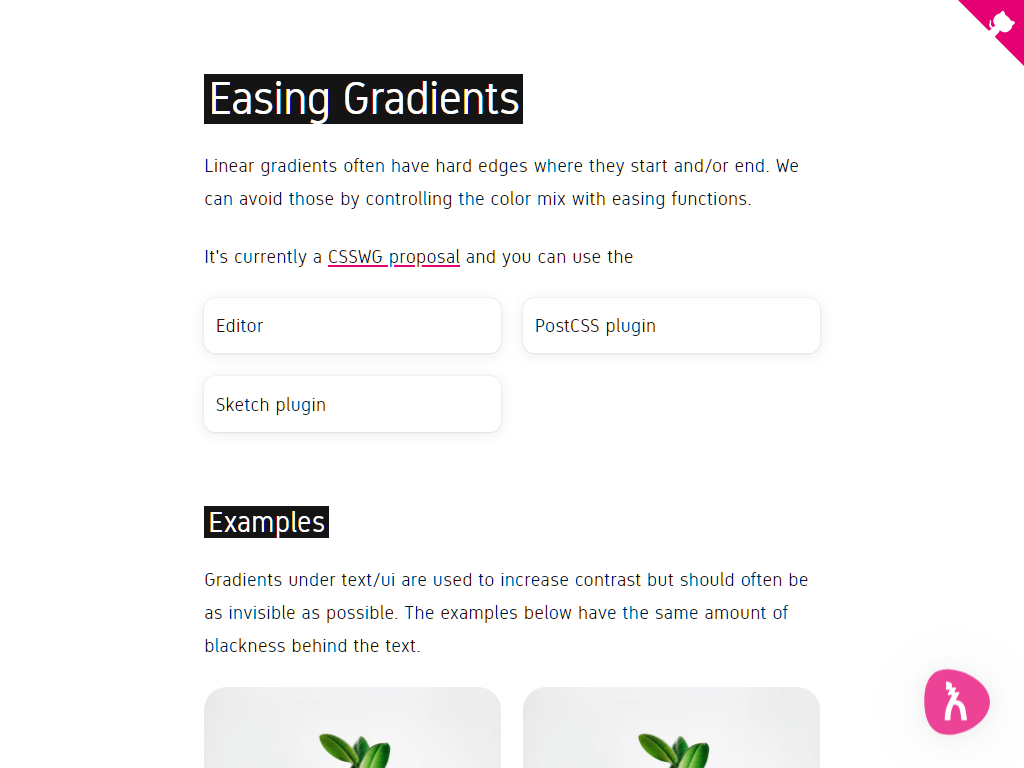 Easing Gradients
Linear gradients often have hard edges where they start and/or end. We
can avoid those by controlling the color mix with easing functions.
It's currently a CSSWG proposal and you can use the
Editor
PostCSS plugin
Sketch plugin
Examples
Gradients under text/ui are used to increase contrast but should often be
as invisible as possible. The examples below have the same amount of
blackness behind the text.